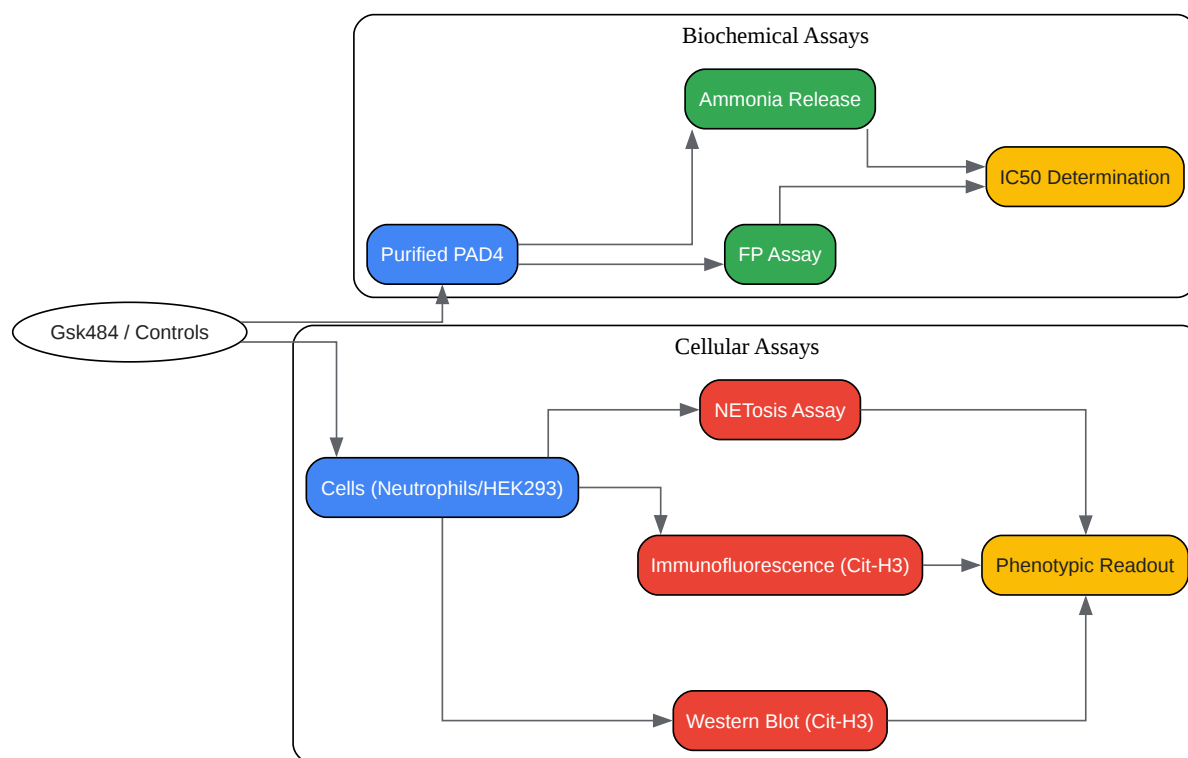 Biochemical Assays
Ammonia Release
IC50 Determination
Purified PAD4
FP Assay
Gsk484 / Controls
Cellular Assays
NETosis Assay
Cells (Neutrophils/HEK293)
Immunofluorescence (Cit-H3)
Phenotypic Readout
Western Blot (Cit-H3)